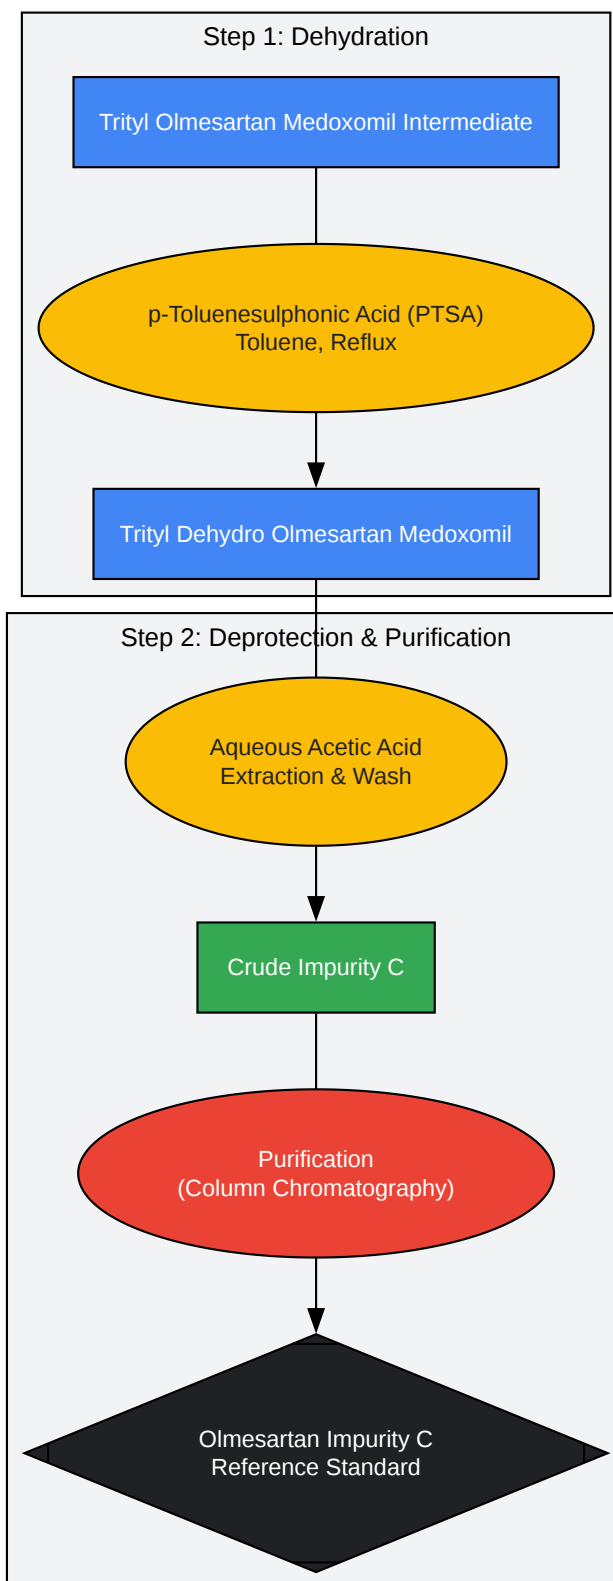 Step 1: Dehydration
Trityl Olmesartan Medoxomil Intermediate
p-Toluenesulphonic Acid (PTSA)
Toluene, Reflux
Trityl Dehydro Olmesartan Medoxomil
Step 2: Deprotection & Purification
Aqueous Acetic Acid
Extraction & Wash
Crude Impurity C
Purification
(Column Chromatography)
Olmesartan Impurity C
Reference Standard